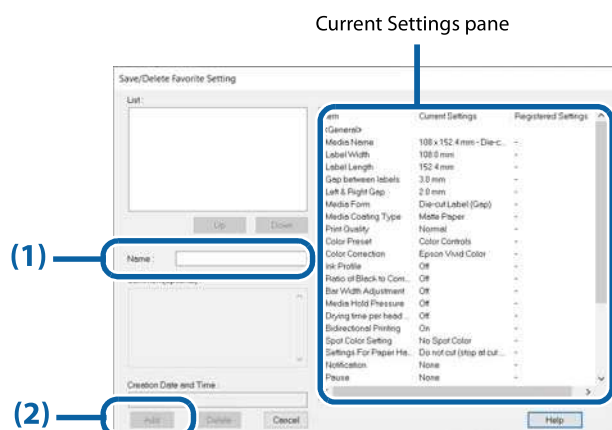 Current Settings pane
Save/Delete Favorite Setting
List :
Item Current Settings Registered Settings
<General>
Media Name 108 x 152.4 mm - Die-c... -
Label Width 108.0 mm -
Label Length 152.4 mm -
Gap between labels 3.0 mm -
Left & Right Gap 2.0 mm -
Media Form Die-cut Label (Gap) -
Media Coating Type Matte Paper -
Print Quality Normal -
Color Preset Color Controls -
Color Correction Epson Vivid Color -
Ink Profile Off -
Ratio of Black to Com... Off -
Bar Width Adjustment Off -
Media Hold Pressure Off -
Drying time per head ... Off -
Bidirectional Printing On -
Spot Color Setting No Spot Color -
Settings For Paper Ha... Do not cut (stop at cut ... -
Notification None -
Pause None -
Up Down
(1)
Name :
Creation Date and Time :
(2)
Add Delete Cancel Help